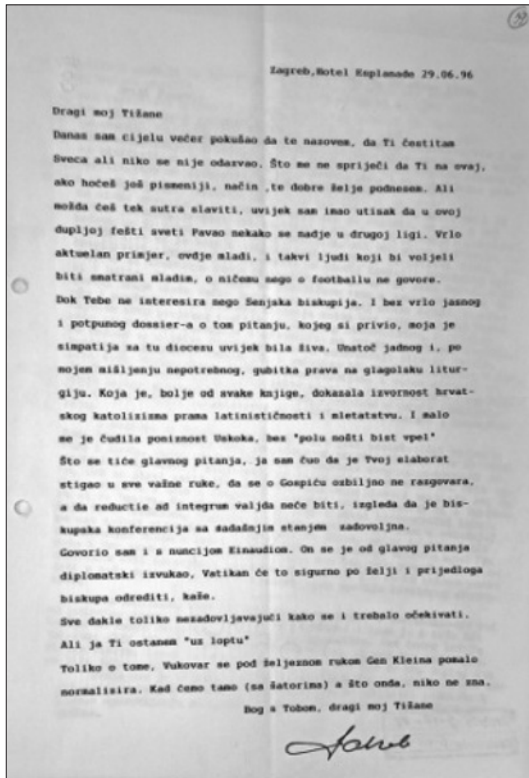 Zagreb,Hotel Esplanade 29.06.96
Dragi moj Tižane
Danas sam cijelu večer pokušao da te nazovem, da Ti čestitam
Sveca ali niko se nije odazvao. Što me ne spriječi da Ti na ovaj,
ako hočeš još pismeniji, način ,te dobre želje podnesem. Ali
možda ćeš tek sutra slaviti, uvijek sam imao utisak da u ovoj
dupljoj fešti sveti Pavao nekako se nadje u drugoj ligi. Vrlo
aktuelan primjer, ovdje mladi, i takvi ljudi koji bi voljeli
biti smatrani mladim, o ničemu nego o footballu ne govore.
Dok Tebe ne interesira nego Senjska biskupija. I bez vrlo jasnog
i potpunog dossier-a o tom pitanju, kojeg si privio, moja je
simpatija za tu diocezu uvijek bila živa. Unatoč jadnog i, po
mojem mišljenju nepotrebnog, gubitka prava na glagolsku litur-
giju. Koja je, bolje od svake knjige, dokazala izvornost hrvat-
skog katolizizma prama latinističnosti i mletatstvu. I malo
me je čudila poniznost Uskoka, bez "polu nošti bist vpel"
Što se tiče glavnog pitanja, ja sam čuo da je Tvoj elaborat
stigao u sve važne ruke, da se o Gospiću ozbiljno ne razgovara,
a da reductie ad integrum valjda neće biti, izgleda da je bis-
kupska konferencija sa sadašnjim stanjem zadovoljna.
Govorio sam i s nuncijom Einaudiom. On se je od glavog pitanja
diplomatski izvukao, Vatikan će to sigurno po želji i prijedloga
biskupa odrediti, kaše.
Sve dakle toliko nezadovljavajući kako se i trebalo očekivati.
Ali ja Ti ostanem "uz loptu"
Toliko o tome, Vukovar se pod željeznom rukom Gen Kleina pomalo
normalisira. Kad ćemo tamo (sa šatorima) a što onda, niko ne zna.
Bog s Tobom, dragi moj Tižane